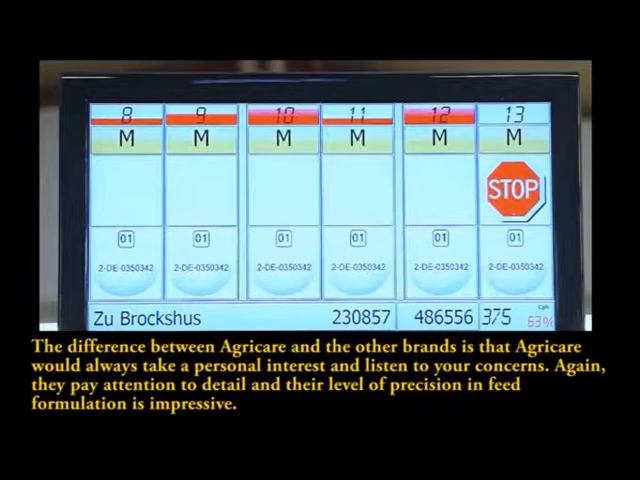 8 9 10 11 12 13
M M M M M M
STOP
01 01 01 01 01 01
2-DE-0350342 2-DE-0350342 2-DE-0350342 2-DE-0350342 2-DE-0350342 2-DE-0350342
Cph
Zu Brockshus 230857 486556 375 63%
The difference between Agricare and the other brands is that Agricare
would always take a personal interest and listen to your concerns. Again,
they pay attention to detail and their level of precision in feed
formulation is impressive.